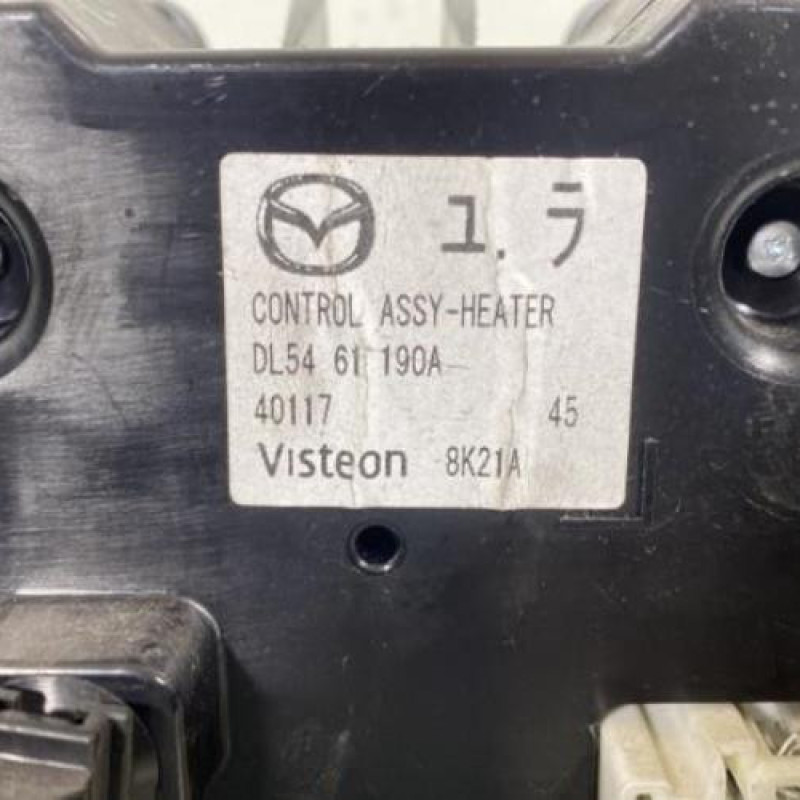 ユ.ラ
CONTROL ASSY-HEATER
DL54 61 190A
40117 45
Visteon 8K21A